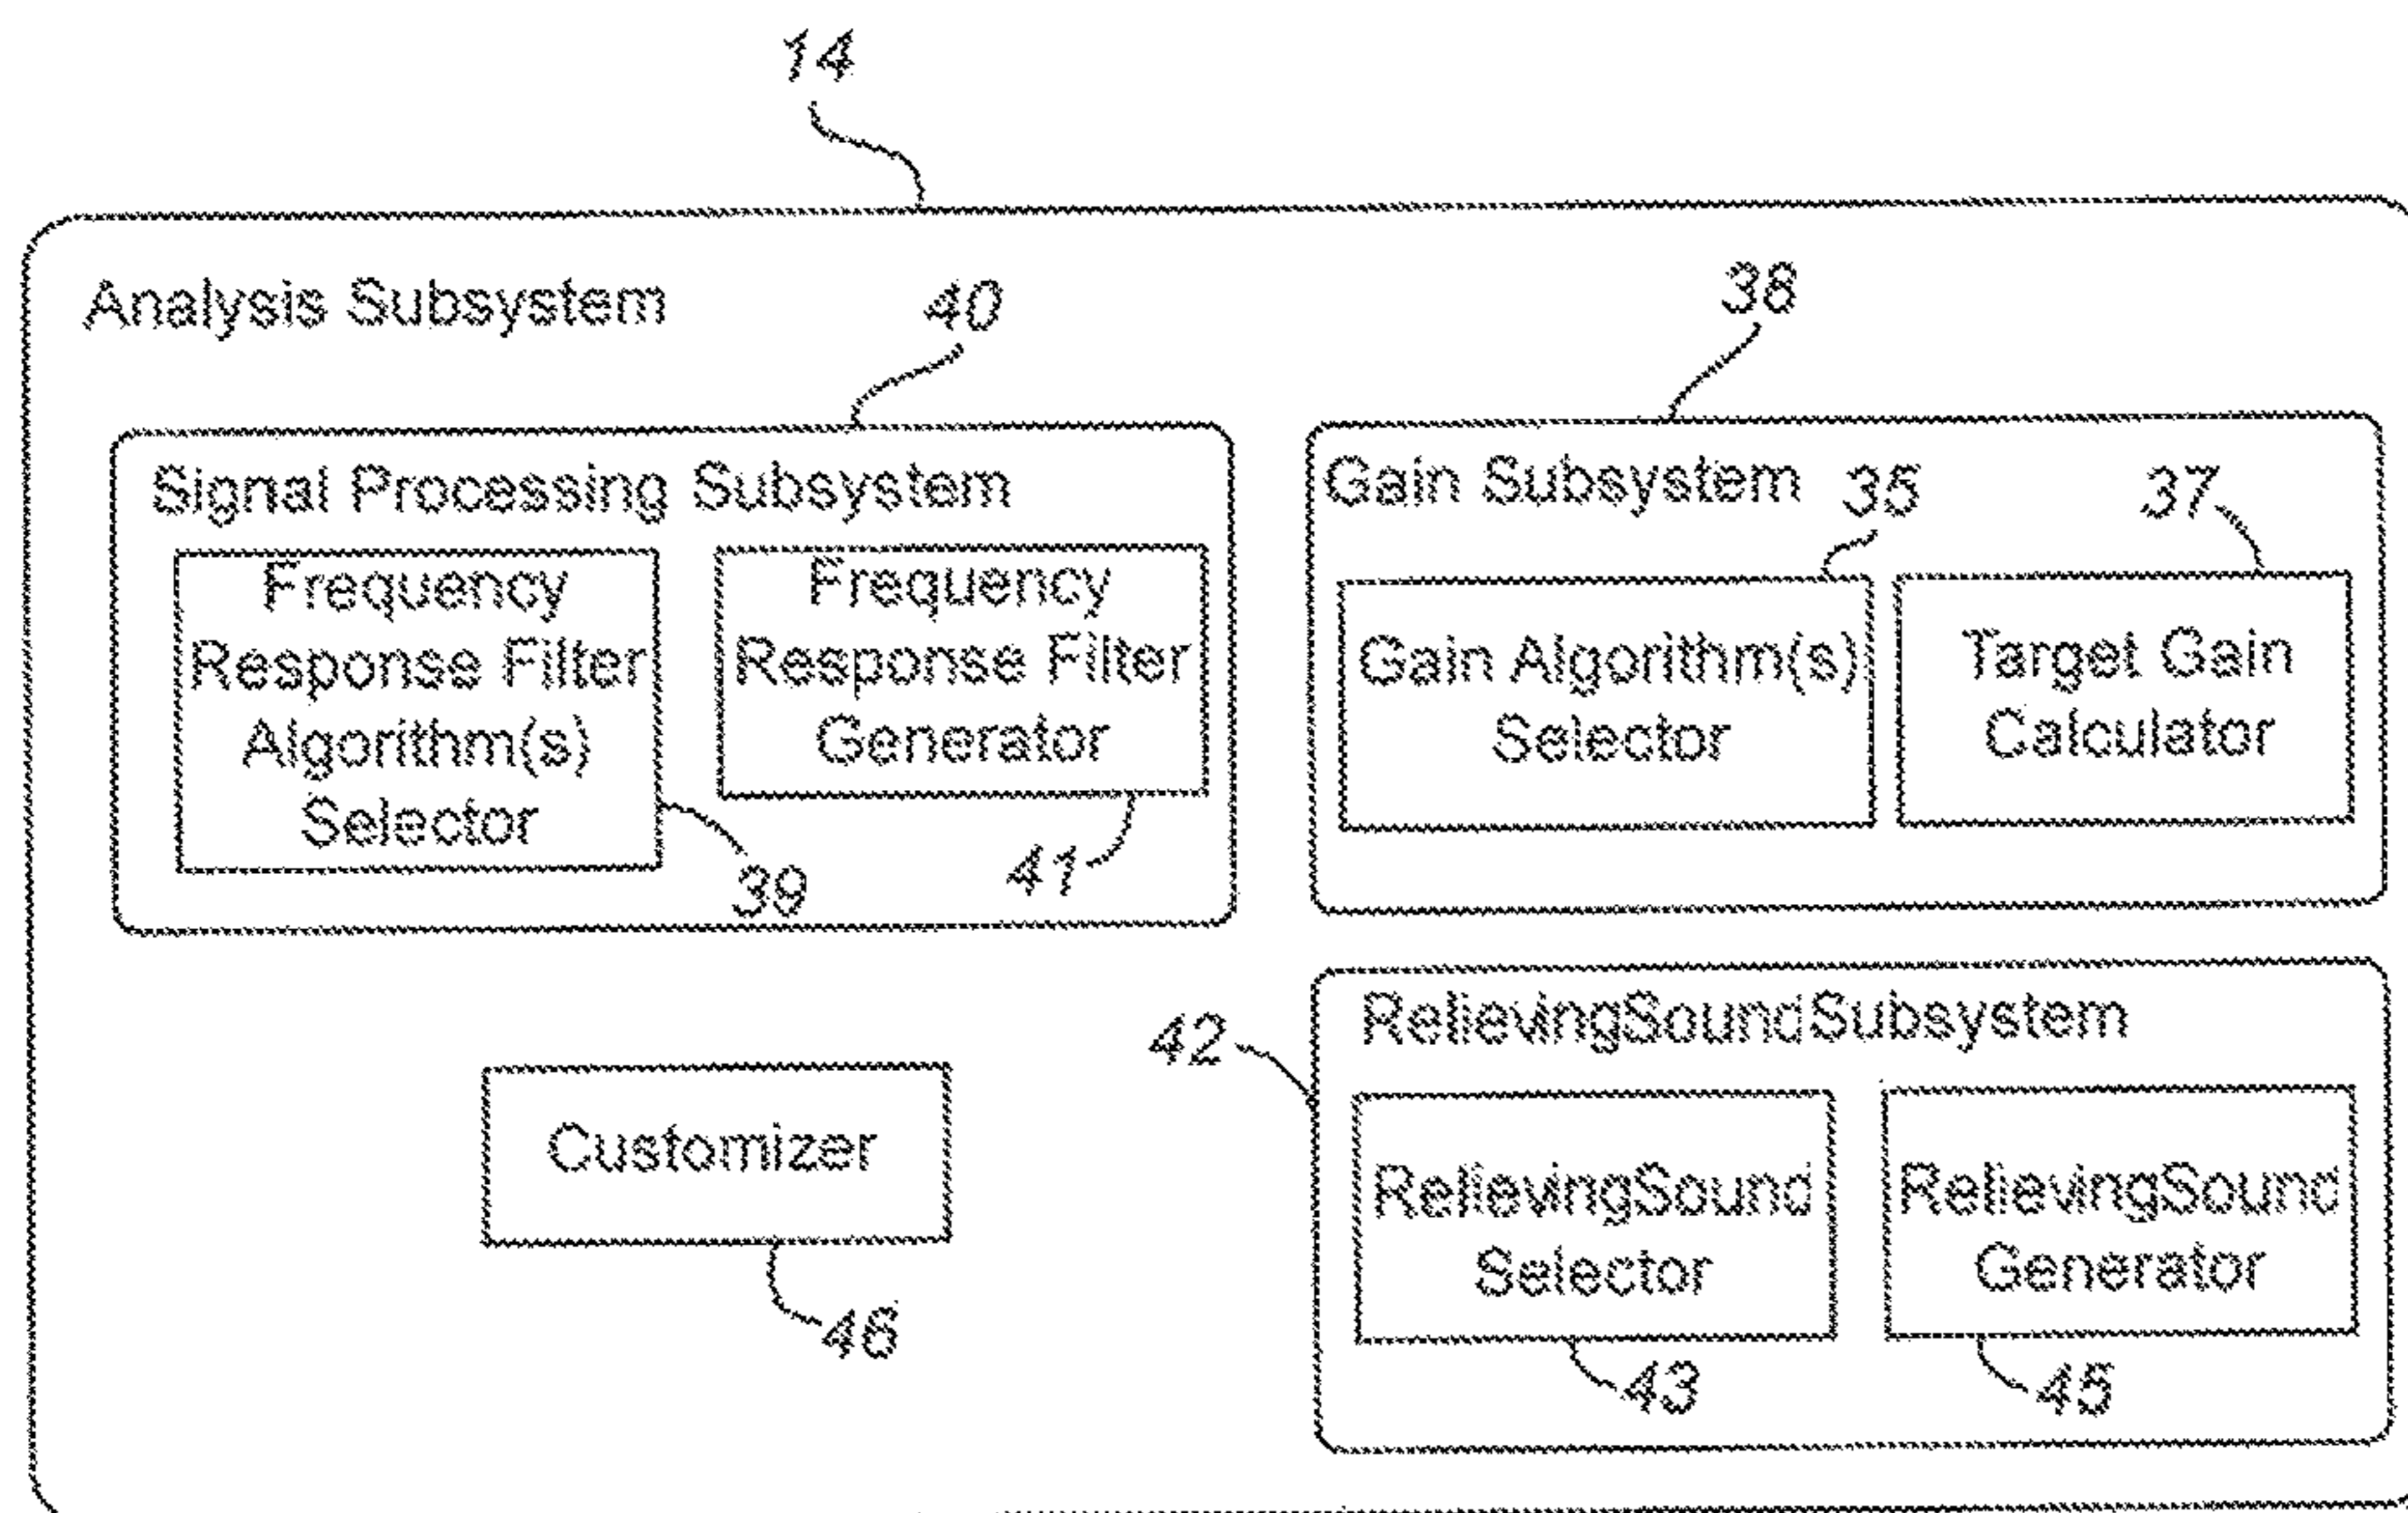 14
Analysis Subsystem
40
38
Signal Processing Subsystem
Frequency
Response Filter
Algorithm(s)
Selector
39
Frequency
Response Filter
Generator
41
Gain Subsystem
35
37
Gain Algorithm(s)
Selector
Target Gain
Calculator
Customizer
46
42
RelievingSoundSubsystem
RelievingSound
Selector
43
RelievingSound
Generator
45